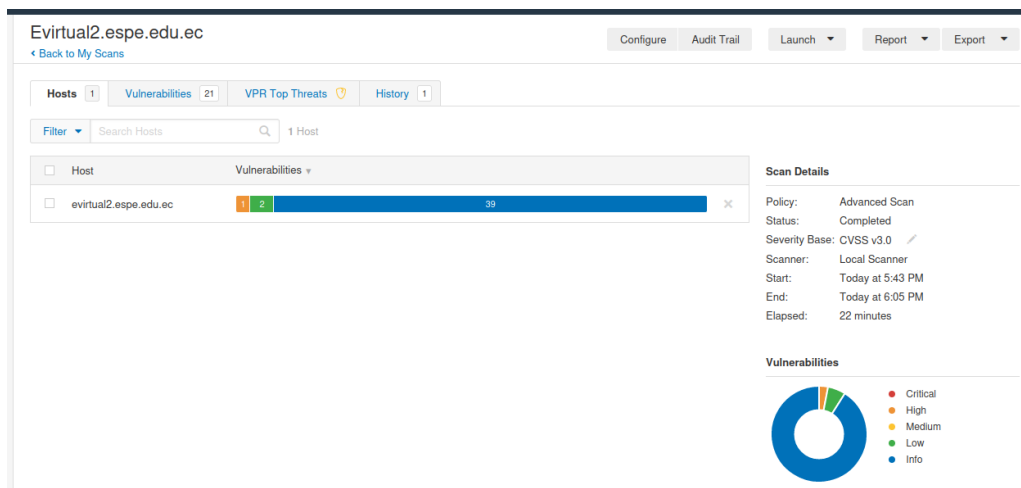 Evirtual2.espe.edu.ec
Back to My Scans
Configure Audit Trail Launch Report Export
Hosts 1 Vulnerabilities 21 VPR Top Threats History 1
Filter Search Hosts 1 Host
Host Vulnerabilities
evirtual2.espe.edu.ec 1 2 39
Scan Details
Policy: Advanced Scan
Status: Completed
Severity Base: CVSS v3.0
Scanner: Local Scanner
Start: Today at 5:43 PM
End: Today at 6:05 PM
Elapsed: 22 minutes
Vulnerabilities
Critical
High
Medium
Low
Info